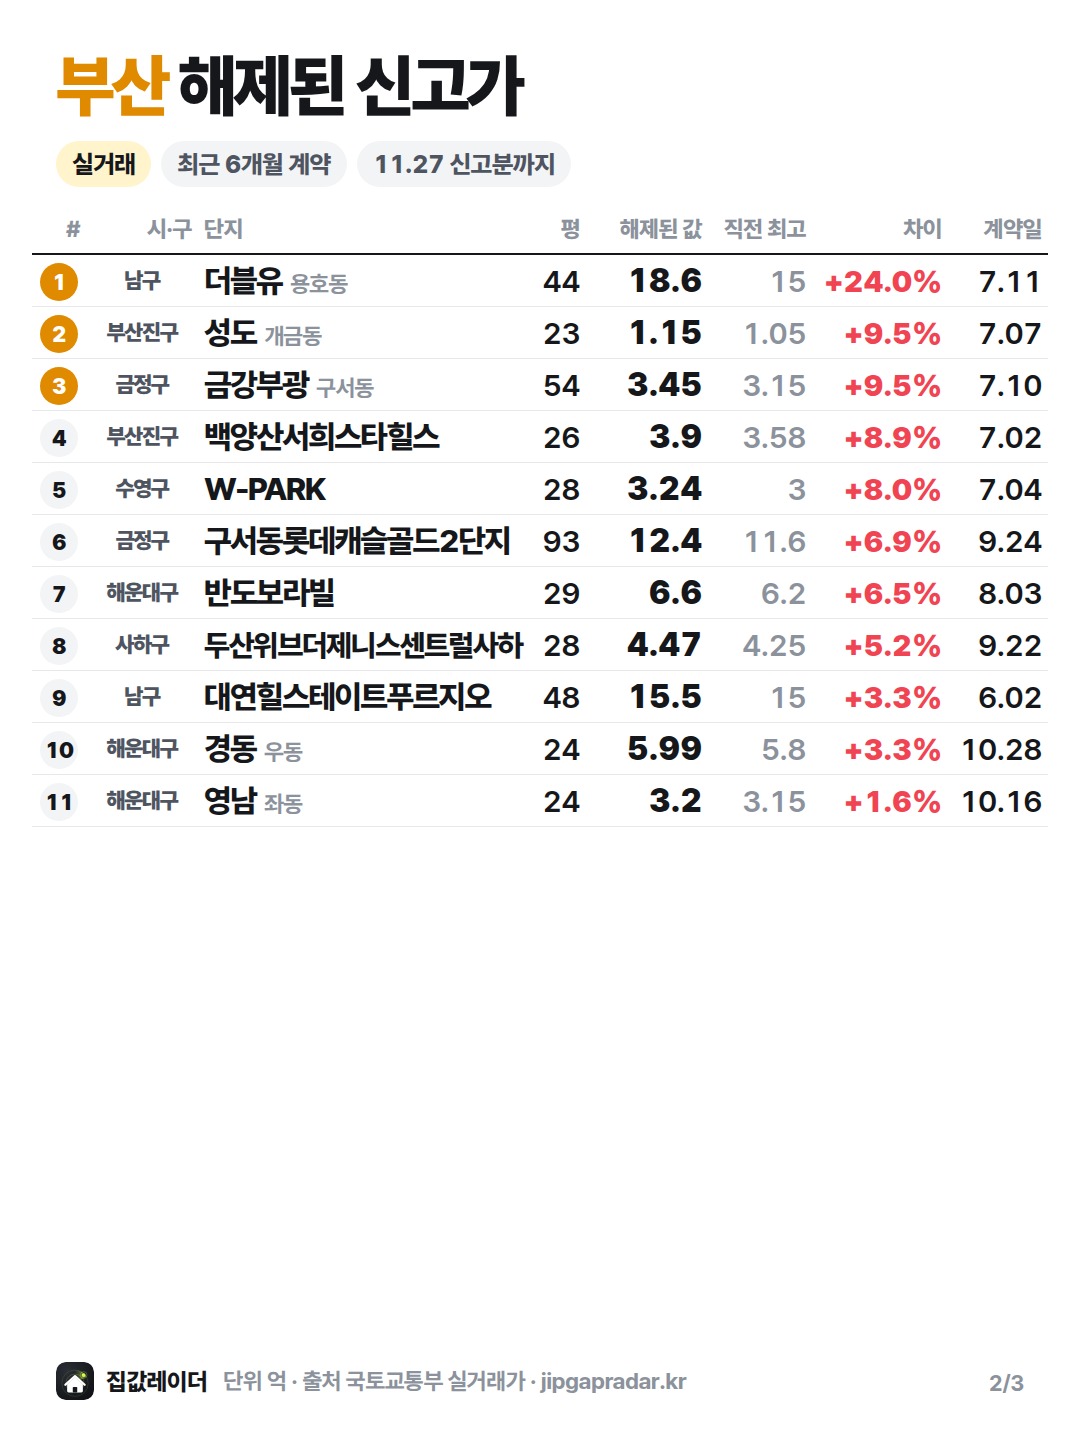 부산 해제된 신고가
실거래 최근 6개월 계약 11.27 신고분까지
# 시·구 단지 평 해제된 값 직전 최고 차이 계약일
1 남구 더블유 용호동 44 18.6 15 +24.0% 7.11
2 부산진구 성도 개금동 23 1.15 1.05 +9.5% 7.07
3 금정구 금강부광 구서동 54 3.45 3.15 +9.5% 7.10
4 부산진구 백양산서희스타힐스 26 3.9 3.58 +8.9% 7.02
5 수영구 W-PARK 28 3.24 3 +8.0% 7.04
6 금정구 구서동롯데캐슬골드2단지 93 12.4 11.6 +6.9% 9.24
7 해운대구 반도보라빌 29 6.6 6.2 +6.5% 8.03
8 사하구 두산위브더제니스센트럴사하 28 4.47 4.25 +5.2% 9.22
9 남구 대연힐스테이트푸르지오 48 15.5 15 +3.3% 6.02
10 해운대구 경동 우동 24 5.99 5.8 +3.3% 10.28
11 해운대구 영남 좌동 24 3.2 3.15 +1.6% 10.16
집값레이더 단위 억 · 출처 국토교통부 실거래가 · jipgapradar.kr 2/3